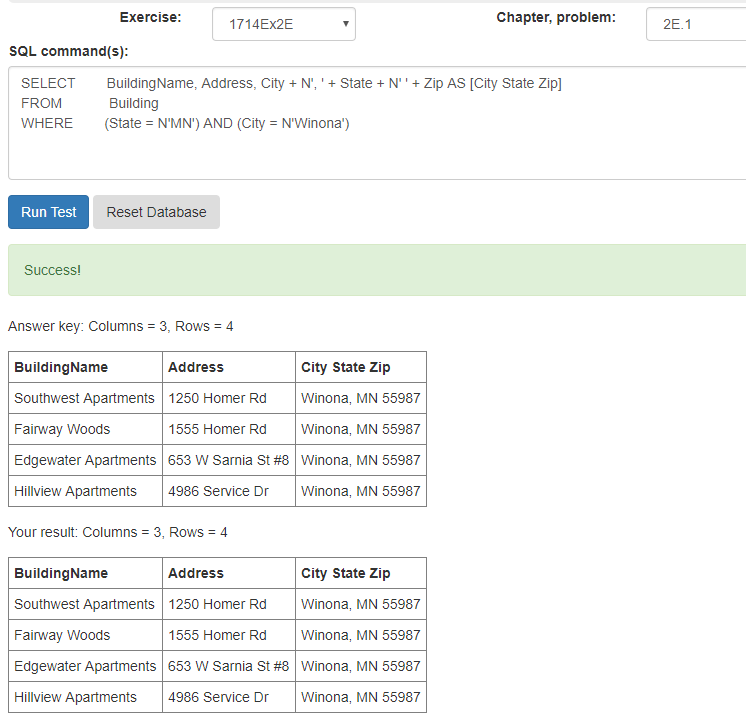 Exercise: 1714Ex2E Chapter, problem: 2E.1
SQL command(s):
SELECT BuildingName, Address, City + N', ' + State + N' ' + Zip AS [City State Zip]
FROM Building
WHERE (State = N'MN') AND (City = N'Winona')
Run Test Reset Database
Success!
Answer key: Columns = 3, Rows = 4
BuildingName Address City State Zip
Southwest Apartments 1250 Homer Rd Winona, MN 55987
Fairway Woods 1555 Homer Rd Winona, MN 55987
Edgewater Apartments 653 W Sarnia St #8 Winona, MN 55987
Hillview Apartments 4986 Service Dr Winona, MN 55987
Your result: Columns = 3, Rows = 4
BuildingName Address City State Zip
Southwest Apartments 1250 Homer Rd Winona, MN 55987
Fairway Woods 1555 Homer Rd Winona, MN 55987
Edgewater Apartments 653 W Sarnia St #8 Winona, MN 55987
Hillview Apartments 4986 Service Dr Winona, MN 55987